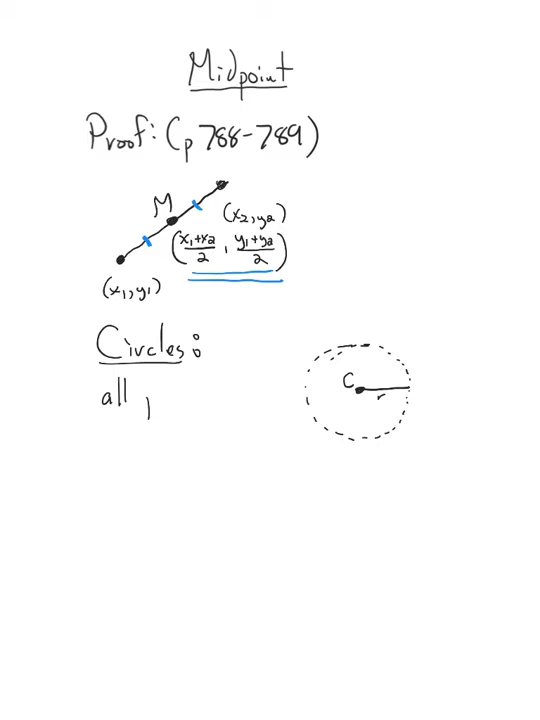 Midpoint
Proof: (p 788-789)
M
(x₂, y₂)
(x₁+x₂/2 , y₁+y₂/2)
(x₁, y₁)
Circles:
C
r
all